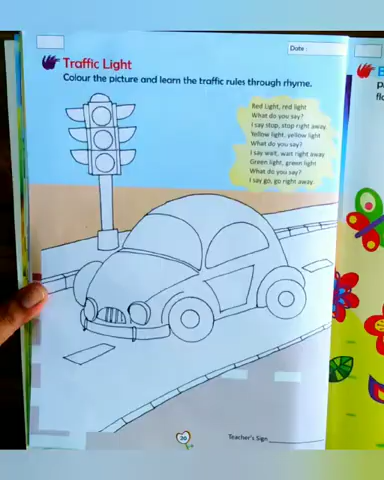 Date :
Traffic Light
Colour the picture and learn the traffic rules through rhyme.
Red Light, red light
What do you say?
I say stop, stop right away.
Yellow light, yellow light
What do you say?
I say wait, wait right away
Green light, green light
What do you say?
I say go, go right away.
30
Teacher's Sign